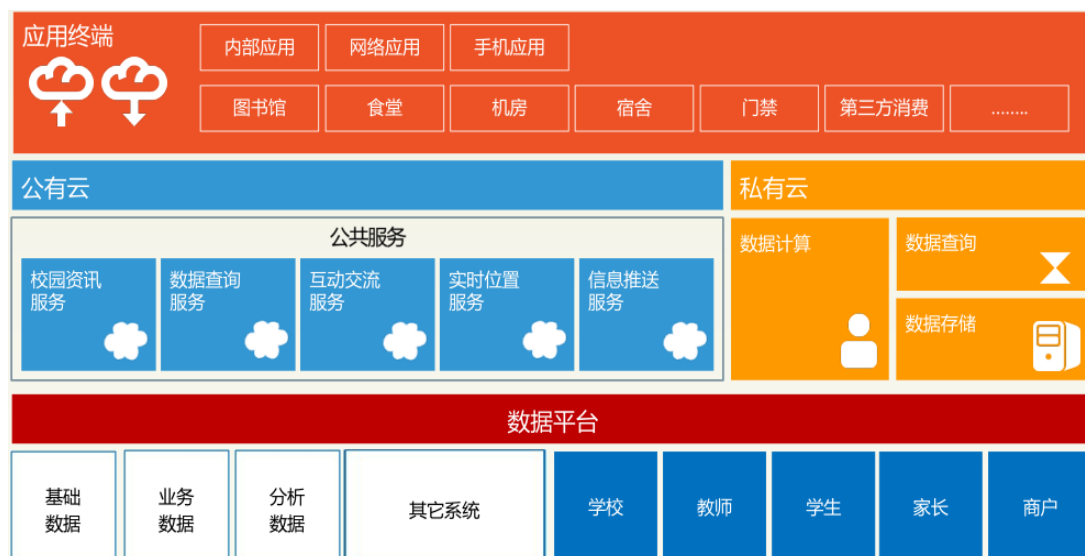 应用终端
内部应用 网络应用 手机应用
图书馆 食堂 机房 宿舍 门禁 第三方消费 ........
公有云
私有云
公共服务
校园资讯
服务
数据查询
服务
互动交流
服务
实时位置
服务
信息推送
服务
数据计算
数据查询
数据存储
数据平台
基础
数据
业务
数据
分析
数据
其它系统
学校
教师
学生
家长
商户